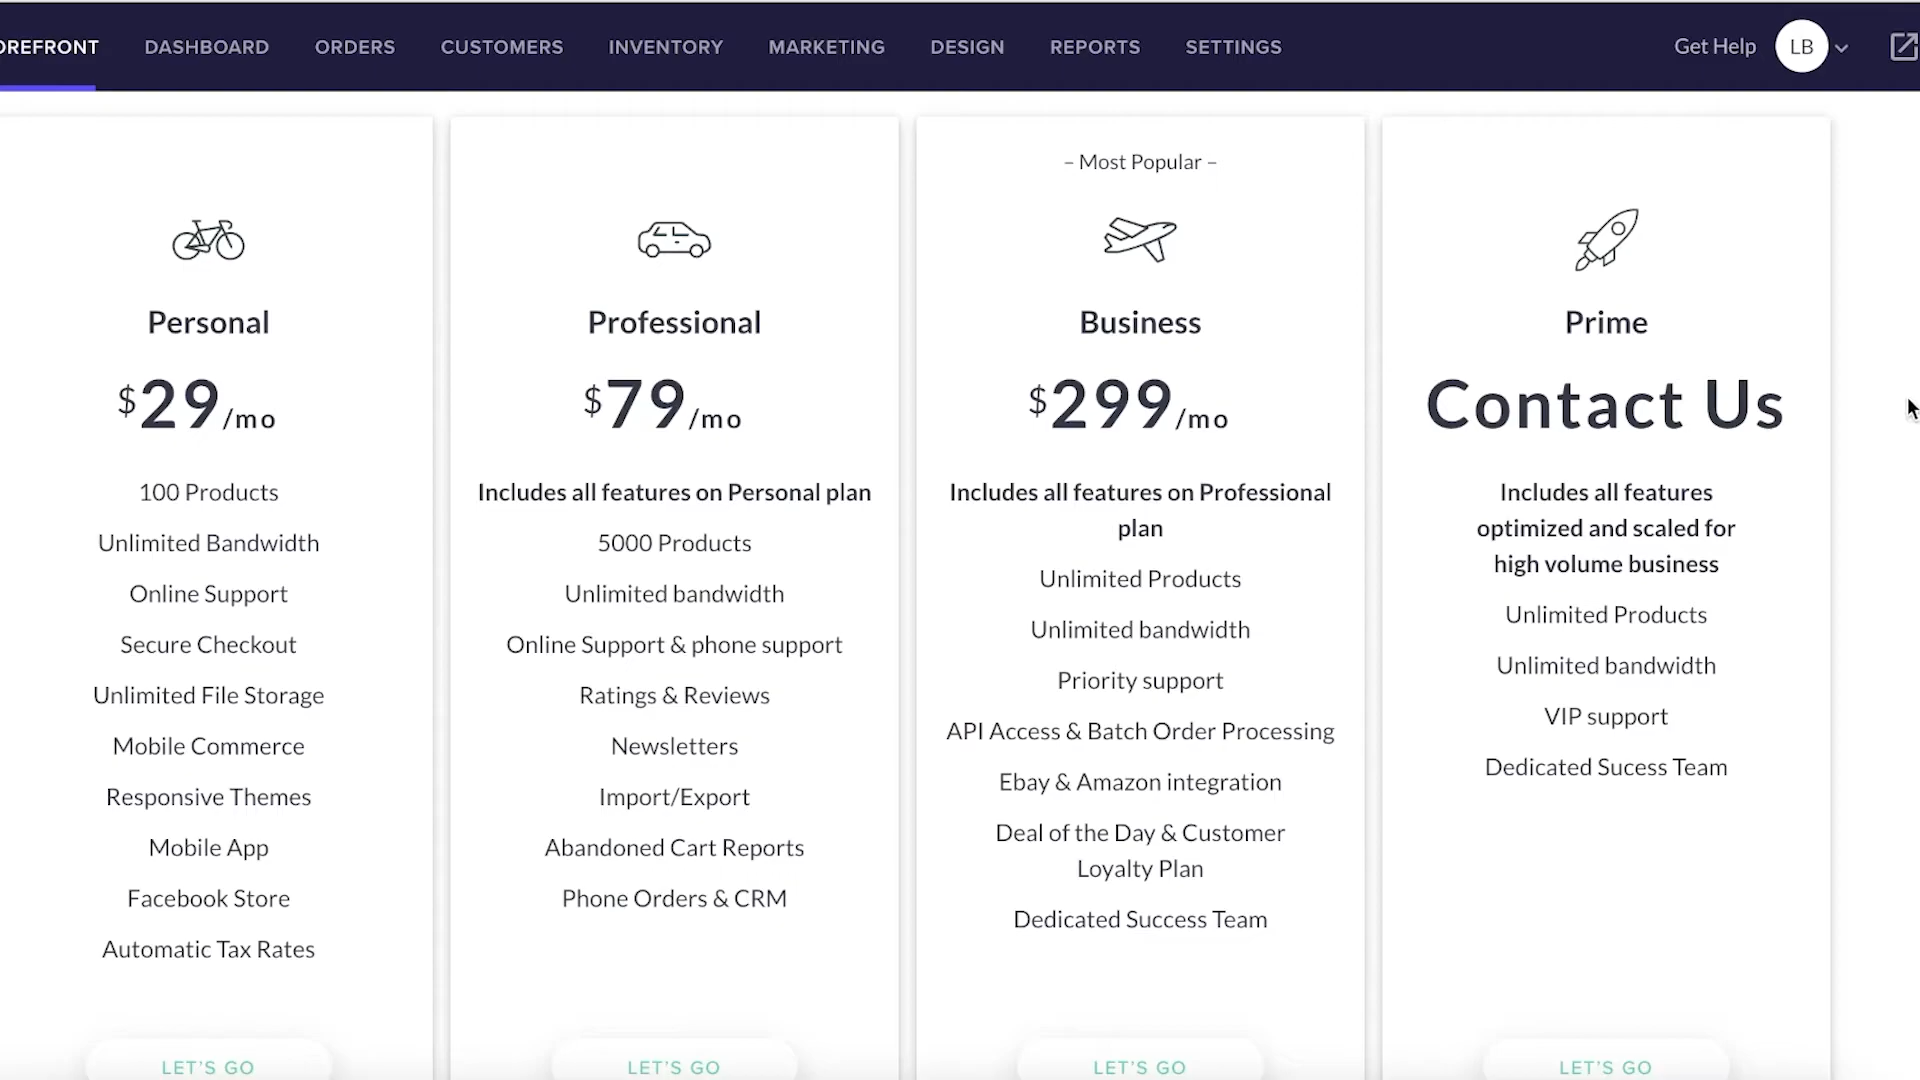 OREFRONT DASHBOARD ORDERS CUSTOMERS INVENTORY MARKETING DESIGN REPORTS SETTINGS Get Help LB
Personal
$29/mo
100 Products
Unlimited Bandwidth
Online Support
Secure Checkout
Unlimited File Storage
Mobile Commerce
Responsive Themes
Mobile App
Facebook Store
Automatic Tax Rates
LET'S GO
Professional
$79/mo
Includes all features on Personal plan
5000 Products
Unlimited bandwidth
Online Support & phone support
Ratings & Reviews
Newsletters
Import/Export
Abandoned Cart Reports
Phone Orders & CRM
LET'S GO
– Most Popular –
Business
$299/mo
Includes all features on Professional
plan
Unlimited Products
Unlimited bandwidth
Priority support
API Access & Batch Order Processing
Ebay & Amazon integration
Deal of the Day & Customer
Loyalty Plan
Dedicated Success Team
LET'S GO
Prime
Contact Us
Includes all features
optimized and scaled for
high volume business
Unlimited Products
Unlimited bandwidth
VIP support
Dedicated Sucess Team
LET'S GO